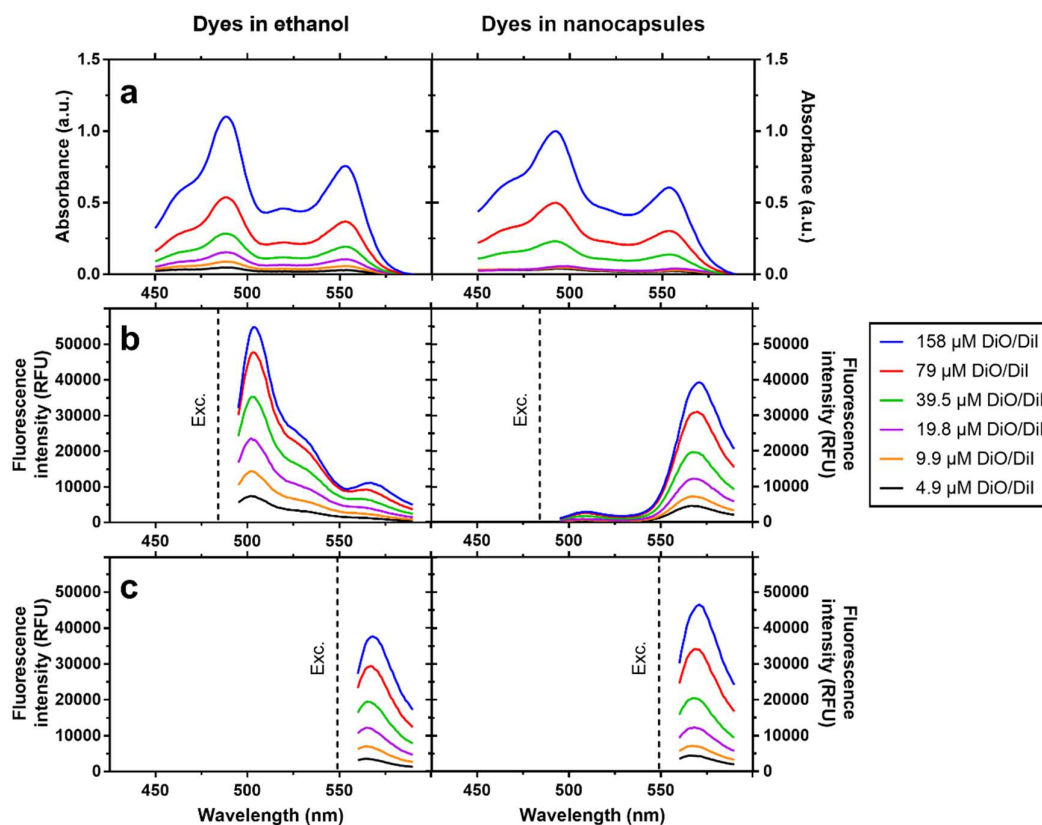 Dyes in ethanol
Dyes in nanocapsules
450 500 550
450 500 550
a
Absorbance (a.u.)
1.5
1.0
0.5
0.0
1.5
1.0
0.5
0.0
Absorbance (a.u.)
450 500 550
450 500 550
b
Fluorescence
intensity (RFU)
50000
40000
30000
20000
10000
0
Exc.
Exc.
50000
40000
30000
20000
10000
0
Fluorescence
intensity (RFU)
450 500 550
450 500 550
c
Fluorescence
intensity (RFU)
50000
40000
30000
20000
10000
0
Exc.
Exc.
50000
40000
30000
20000
10000
0
Fluorescence
intensity (RFU)
450 500 550
450 500 550
Wavelength (nm)
Wavelength (nm)
158 µM DiO/DiI
79 µM DiO/DiI
39.5 µM DiO/DiI
19.8 µM DiO/DiI
9.9 µM DiO/DiI
4.9 µM DiO/DiI